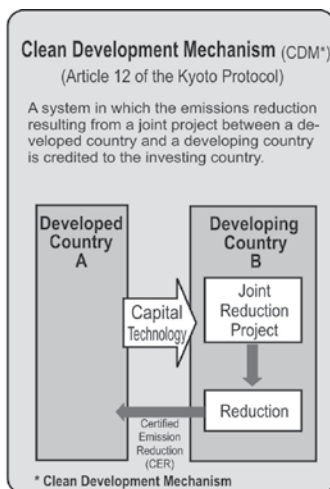 Clean Development Mechanism (CDM*)
(Article 12 of the Kyoto Protocol)
A system in which the emissions reduction
resulting from a joint project between a de-
veloped country and a developing country
is credited to the investing country.
Developed
Country
A
Developing
Country
B
Capital
Technology
Joint
Reduction
Project
Reduction
Certified
Emission
Reduction
(CER)
* Clean Development Mechanism